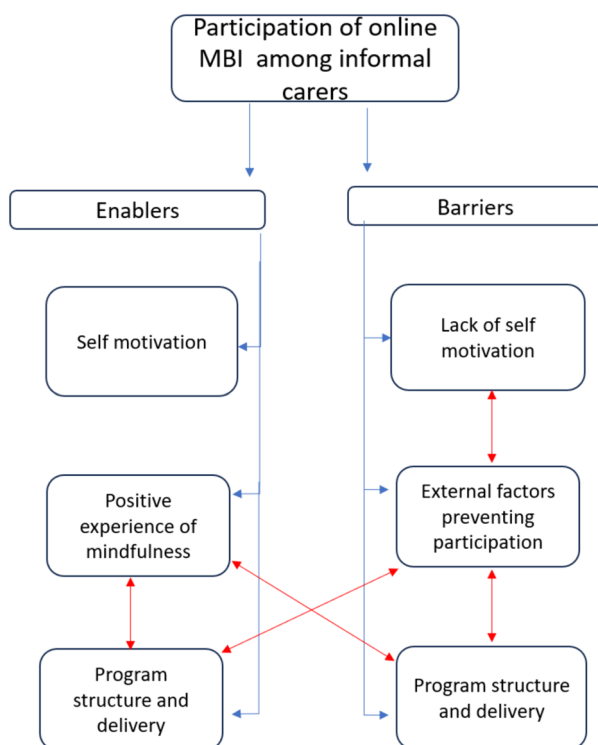 Participation of online
MBI among informal
carers
Enablers
Barriers
Self motivation
Lack of self
motivation
Positive
experience of
mindfulness
External factors
preventing
participation
Program
structure and
delivery
Program structure
and delivery